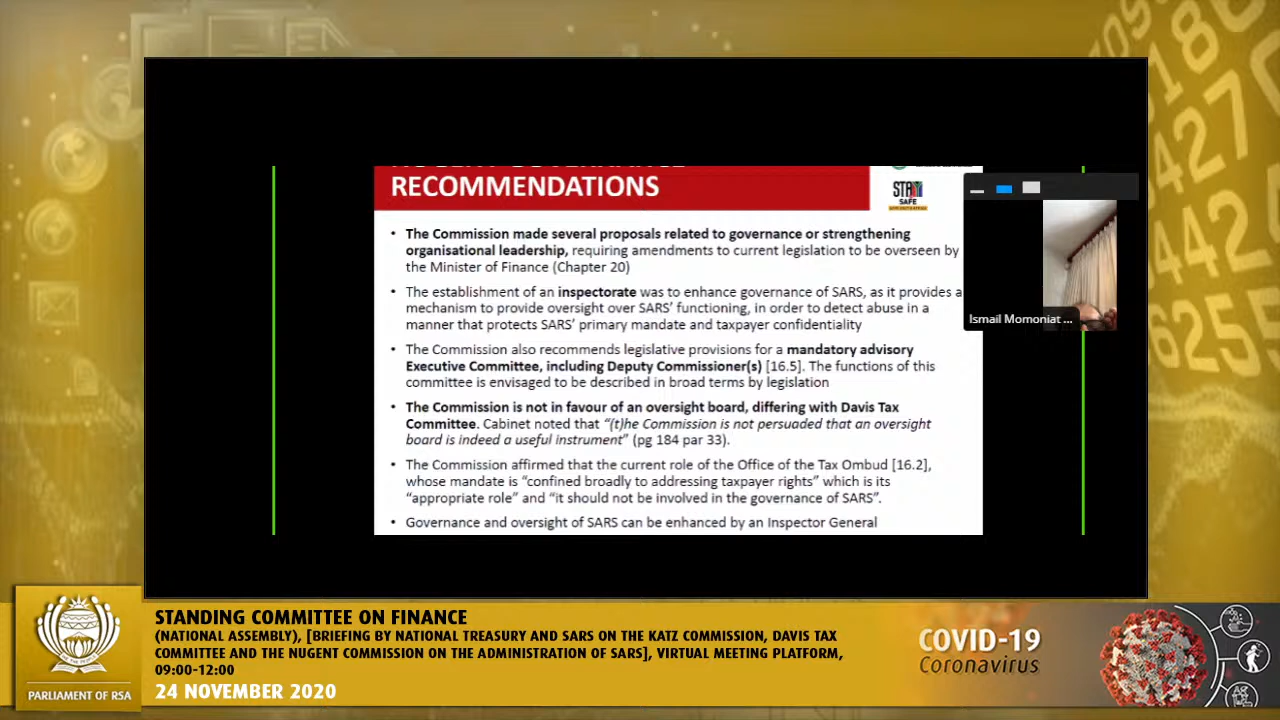 RECOMMENDATIONS
STAY
SAFE
• The Commission made several proposals related to governance or strengthening
organisational leadership, requiring amendments to current legislation to be overseen by
the Minister of Finance (Chapter 20)
• The establishment of an inspectorate was to enhance governance of SARS, as it provides a
mechanism to provide oversight over SARS' functioning, in order to detect abuse in a
manner that protects SARS' primary mandate and taxpayer confidentiality
• The Commission also recommends legislative provisions for a mandatory advisory
Executive Committee, including Deputy Commissioner(s) [16.5]. The functions of this
committee is envisaged to be described in broad terms by legislation
• The Commission is not in favour of an oversight board, differing with Davis Tax
Committee. Cabinet noted that "(t)he Commission is not persuaded that an oversight
board is indeed a useful instrument" (pg 184 par 33).
• The Commission affirmed that the current role of the Office of the Tax Ombud [16.2],
whose mandate is "confined broadly to addressing taxpayer rights" which is its
"appropriate role" and "it should not be involved in the governance of SARS".
• Governance and oversight of SARS can be enhanced by an Inspector General
Ismail Momoniat ...
STANDING COMMITTEE ON FINANCE
(NATIONAL ASSEMBLY), [BRIEFING BY NATIONAL TREASURY AND SARS ON THE KATZ COMMISSION, DAVIS TAX
COMMITTEE AND THE NUGENT COMMISSION ON THE ADMINISTRATION OF SARS], VIRTUAL MEETING PLATFORM,
09:00-12:00
24 NOVEMBER 2020
PARLIAMENT OF RSA
COVID-19
Coronavirus